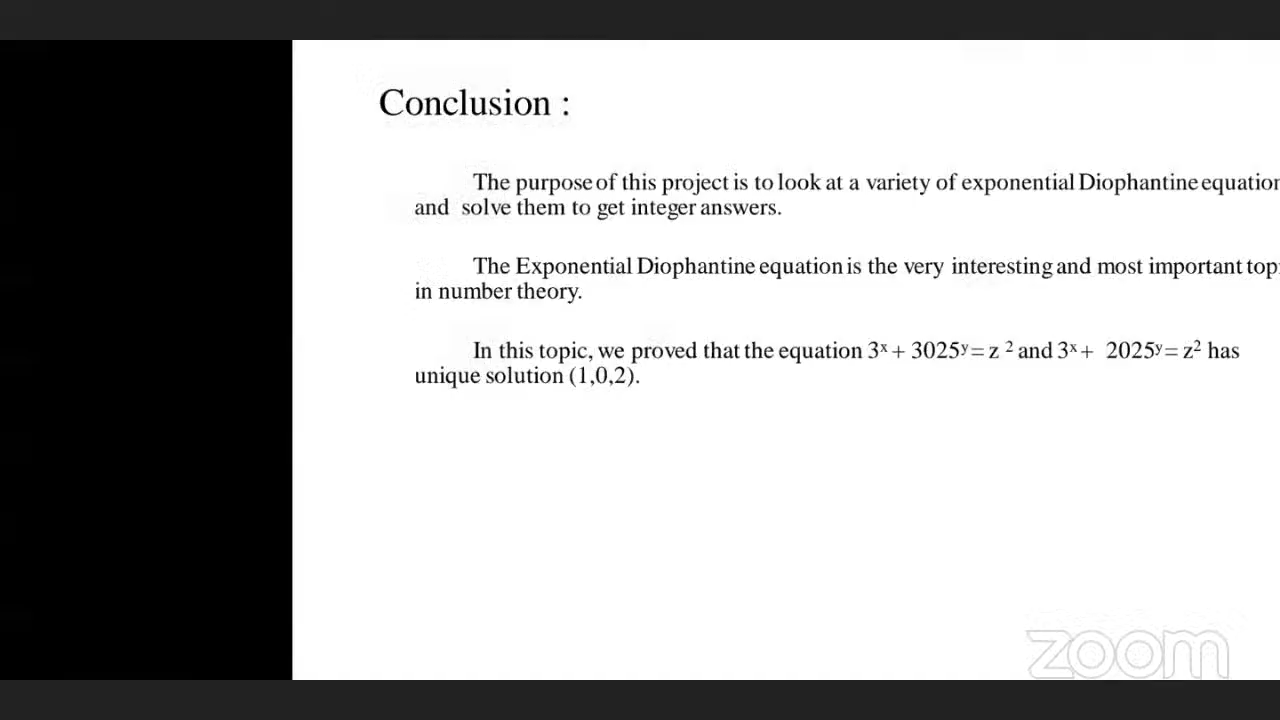 Conclusion :
The purpose of this project is to look at a variety of exponential Diophantine equation
and solve them to get integer answers.
The Exponential Diophantine equation is the very interesting and most important topi
in number theory.
In this topic, we proved that the equation 3ˣ + 3025ʸ = z ² and 3ˣ + 2025ʸ = z² has
unique solution (1,0,2).
zoom